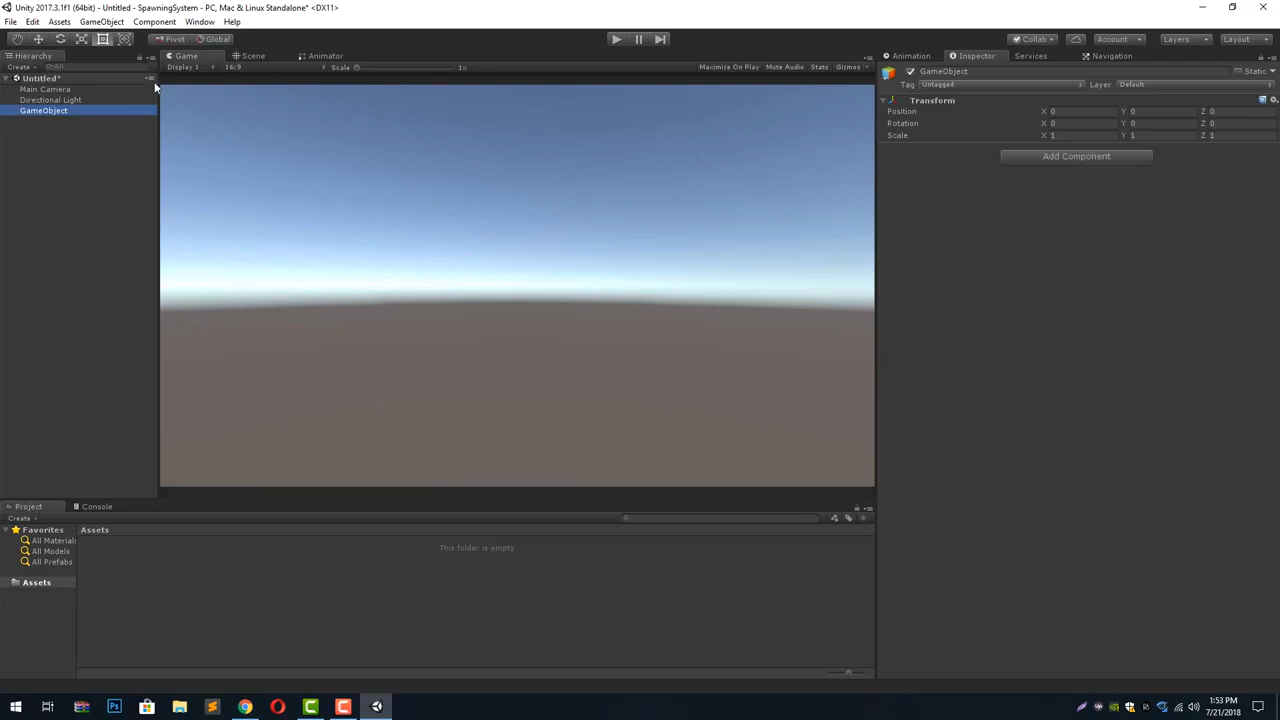 Unity 2017.3.1f1 (64bit) - Untitled - SpawningSystem - PC, Mac & Linux Standalone* <DX11>
File Edit Assets GameObject Component Window Help
Pivot Global Collab Account Layers Layout
Hierarchy Game Scene Animator Animation Inspector Services Navigation
Create All Display 1 16:9 Scale 1x Maximize On Play Mute Audio Stats Gizmos GameObject Static
Untitled*
Tag Untagged Layer Default
Main Camera
Directional Light
GameObject
Transform
Position X 0 Y 0 Z 0
Rotation X 0 Y 0 Z 0
Scale X 1 Y 1 Z 1
Add Component
Project Console
Create
Favorites Assets
All Materials
All Models
All Prefabs
This folder is empty
Assets
Ps
1:53 PM
7/21/2018